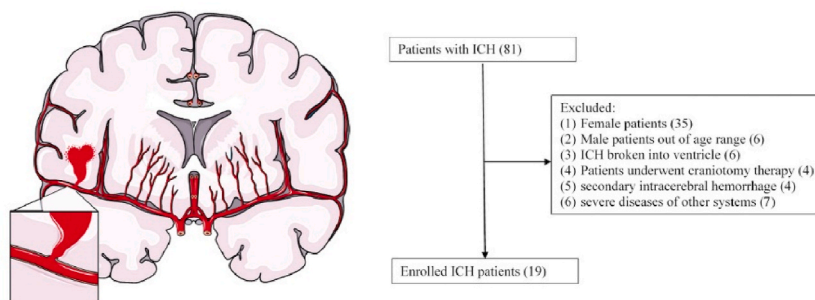 Patients with ICH (81)
Excluded:
(1) Female patients (35)
(2) Male patients out of age range (6)
(3) ICH broken into ventricle (6)
(4) Patients underwent craniotomy therapy (4)
(5) secondary intracerebral hemorrhage (4)
(6) severe diseases of other systems (7)
Enrolled ICH patients (19)